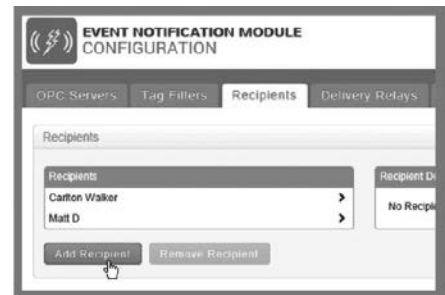 EVENT NOTIFICATION MODULE
CONFIGURATION
OPC Servers Tag Filters Recipients Delivery Relays
Recipients
Recipients Recipient
Carlton Walker
Matt D
No
Add Recipient Remove Recipient